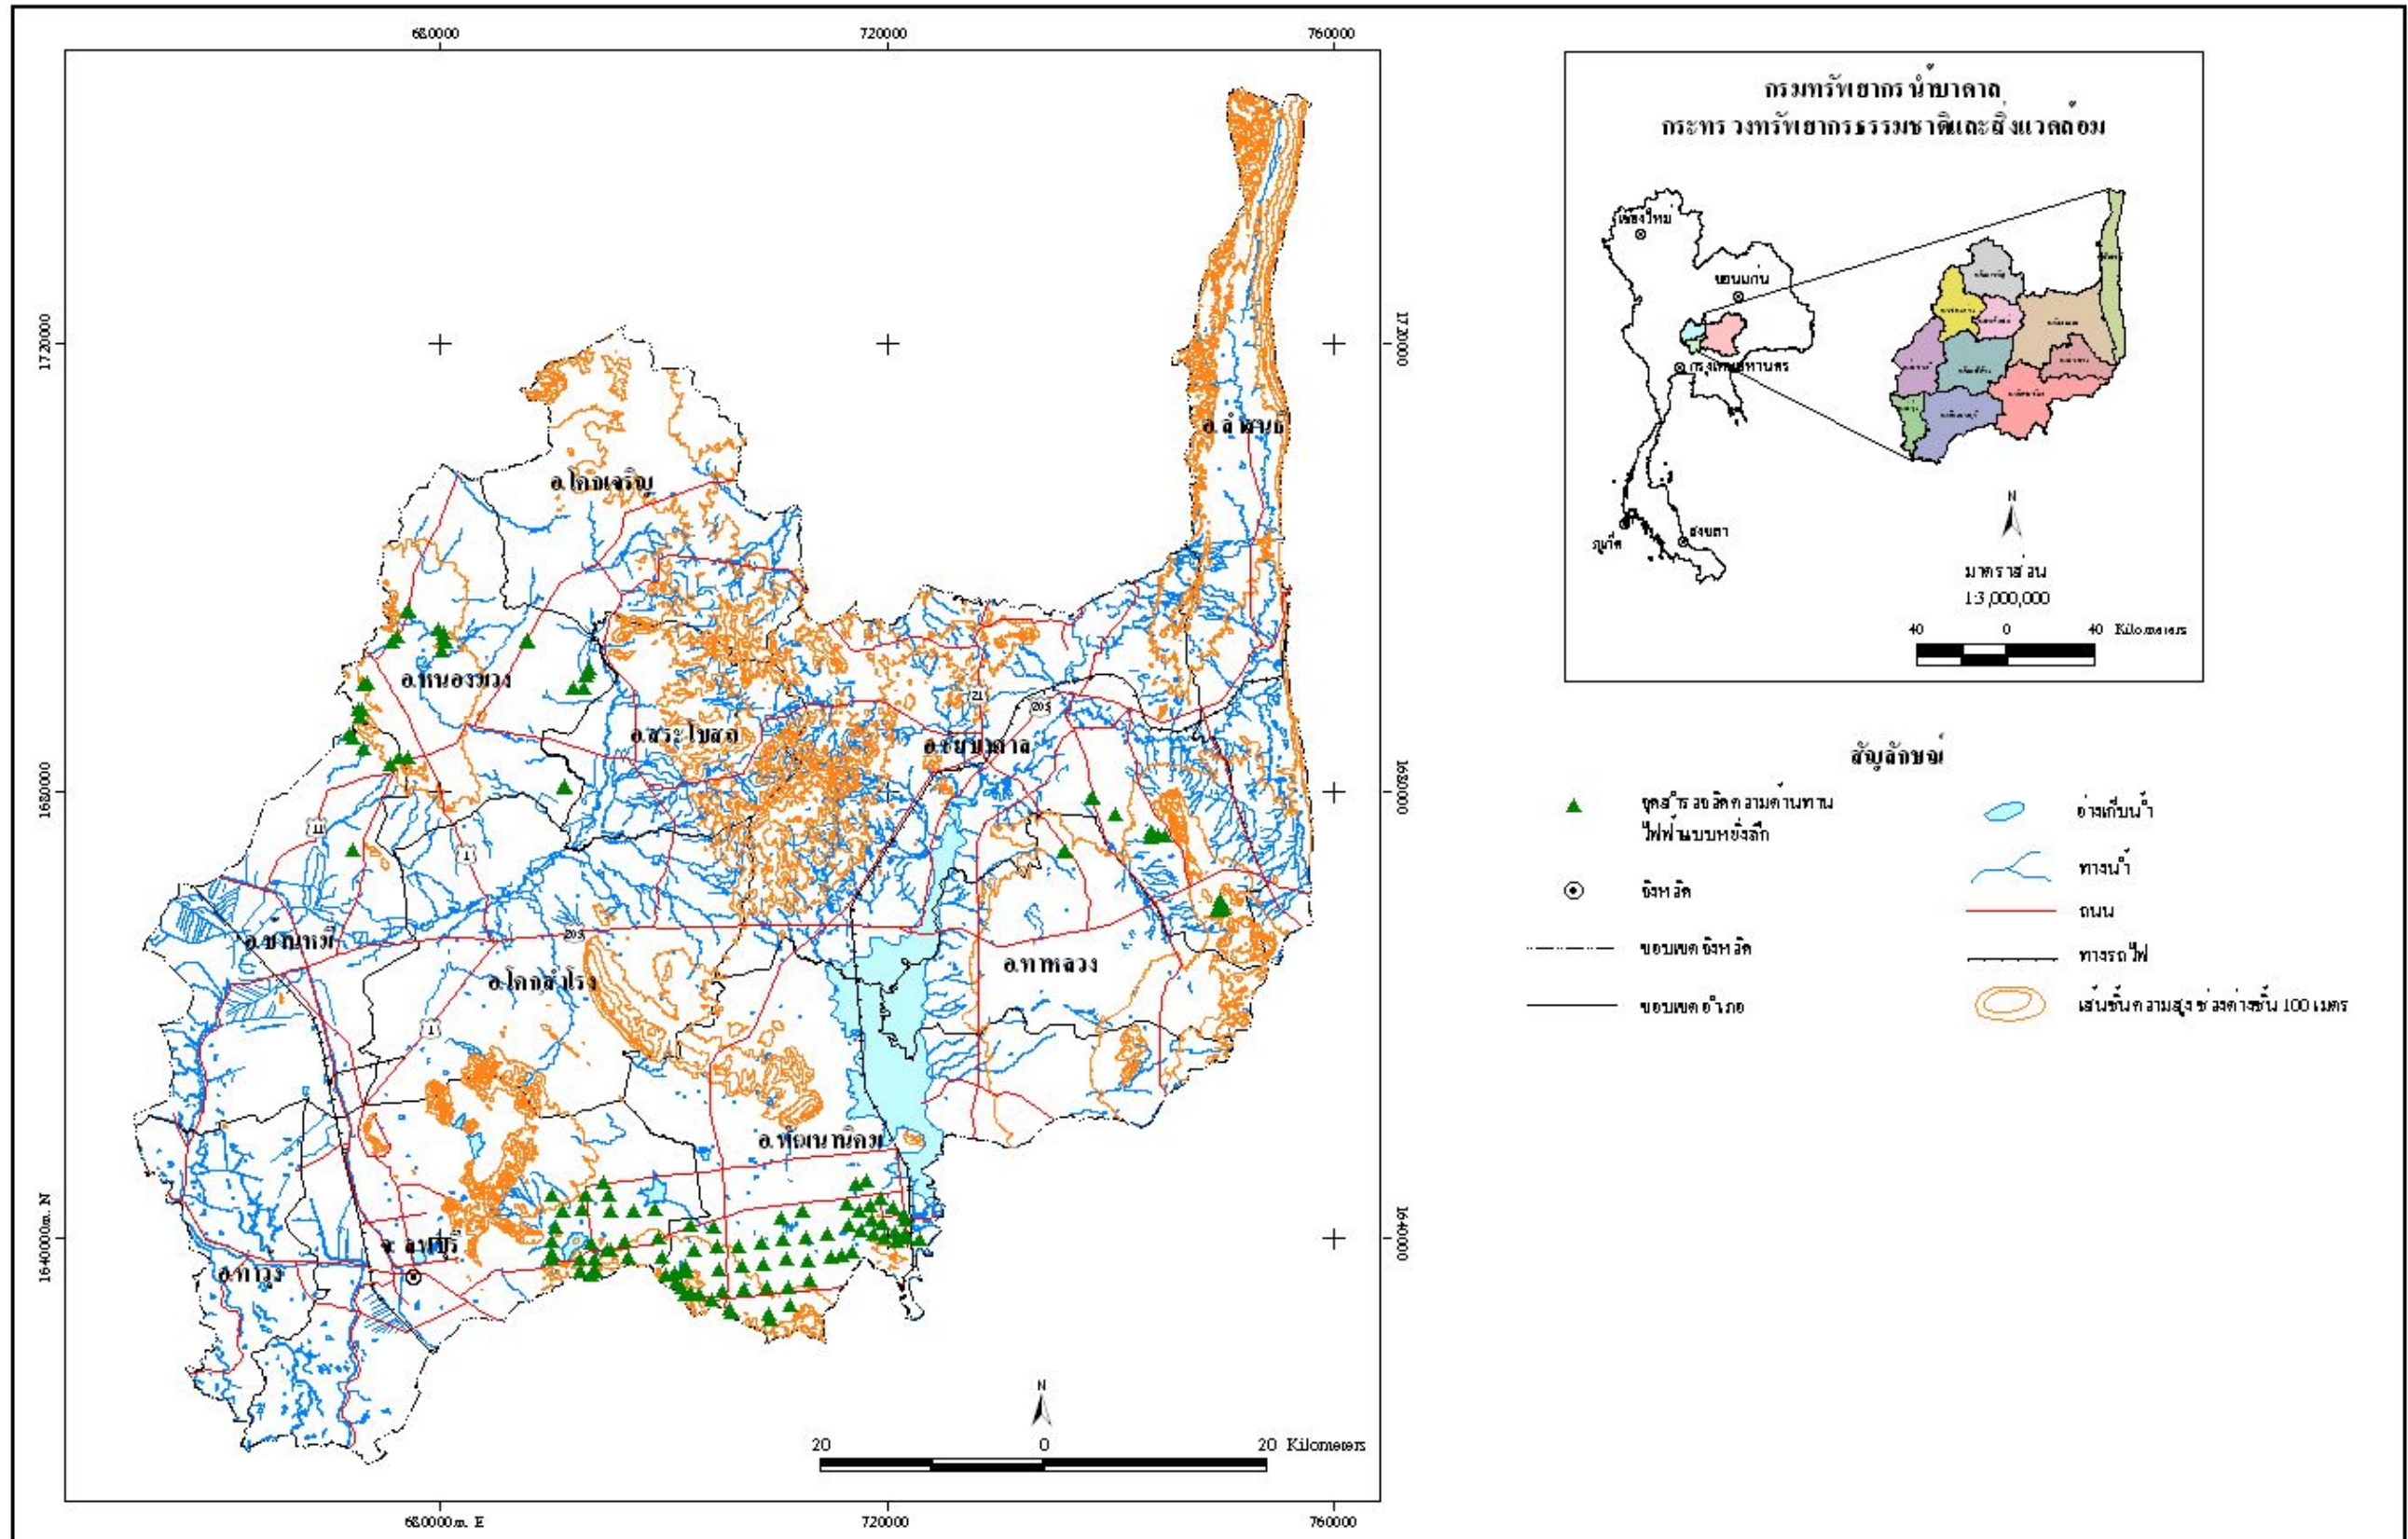 680000
720000
760000
1720000
1720000
อ.ลำสนธิ
อ.โคกเจริญ
อ.หนองม่วง
21
205
อ.สระโบสถ์
อ.ชัยบาดาล
1680000
1680000
11
1
205
อ.บ้านหมี่
อ.โคกสำโรง
อ.ท่าหลวง
1
อ.พัฒนานิคม
1640000m. N
1640000
จ. ลพบุรี
อ.ท่าวุ้ง
N
20 0 20 Kilometers
680000m. E
720000
760000
กรมทรัพยากรน้ำบาดาล
กระทรวงทรัพยากรธรรมชาติและสิ่งแวดล้อม
เชียงใหม่
ขอนแก่น
กรุงเทพมหานคร
สงขลา
ภูเก็ต
N
มาตราส่วน
1:3,000,000
40 0 40 Kilometers
สัญลักษณ์
จุดสำรวจวัดความต้านทาน
ไฟฟ้าแบบหยั่งลึก
จังหวัด
ขอบเขตจังหวัด
ขอบเขตอำเภอ
อ่างเก็บน้ำ
ทางน้ำ
ถนน
ทางรถไฟ
เส้นชั้นความสูง ช่วงต่างชั้น 100 เมตร